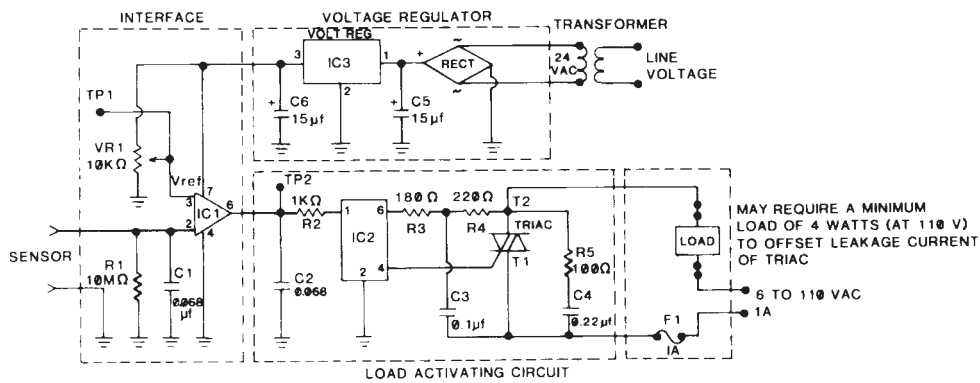 INTERFACE
VOLTAGE REGULATOR
TRANSFORMER
VOLT REG.
3
IC3
1
2
+
~
RECT
~
24
VAC
LINE
VOLTAGE
TP1
+
C6
15µf
+
C5
15µf
VR1
10KΩ
Vref
7
3
IC1
6
2
4
SENSOR
R1
10MΩ
C1
0.068
µf
TP2
1KΩ
R2
C2
0.068
1
6
IC2
4
2
180Ω
R3
220Ω
R4
T2
TRIAC
T1
R5
100Ω
C3
0.1µf
C4
0.22µf
LOAD
F1
1A
MAY REQUIRE A MINIMUM
LOAD OF 4 WATTS (AT 110 V)
TO OFFSET LEAKAGE CURRENT
OF TRIAC
6 TO 110 VAC
1A
LOAD ACTIVATING CIRCUIT